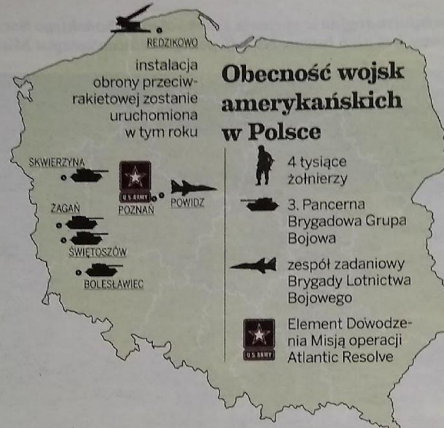 REDZIKOWO
instalacja
obrony przeciw-
rakietowej zostanie
uruchomiona
w tym roku
SKWIERZYNA
U.S. ARMY
POZNAŃ
POWIDZ
ŻAGAŃ
ŚWIĘTOSZÓW
BOLESŁAWIEC
Obecność wojsk
amerykańskich
w Polsce
4 tysiące
żołnierzy
3. Pancerna
Brygadowa Grupa
Bojowa
zespół zadaniowy
Brygady Lotnictwa
Bojowego
U.S. ARMY
Element Dowodze-
nia Misją operacji
Atlantic Resolve